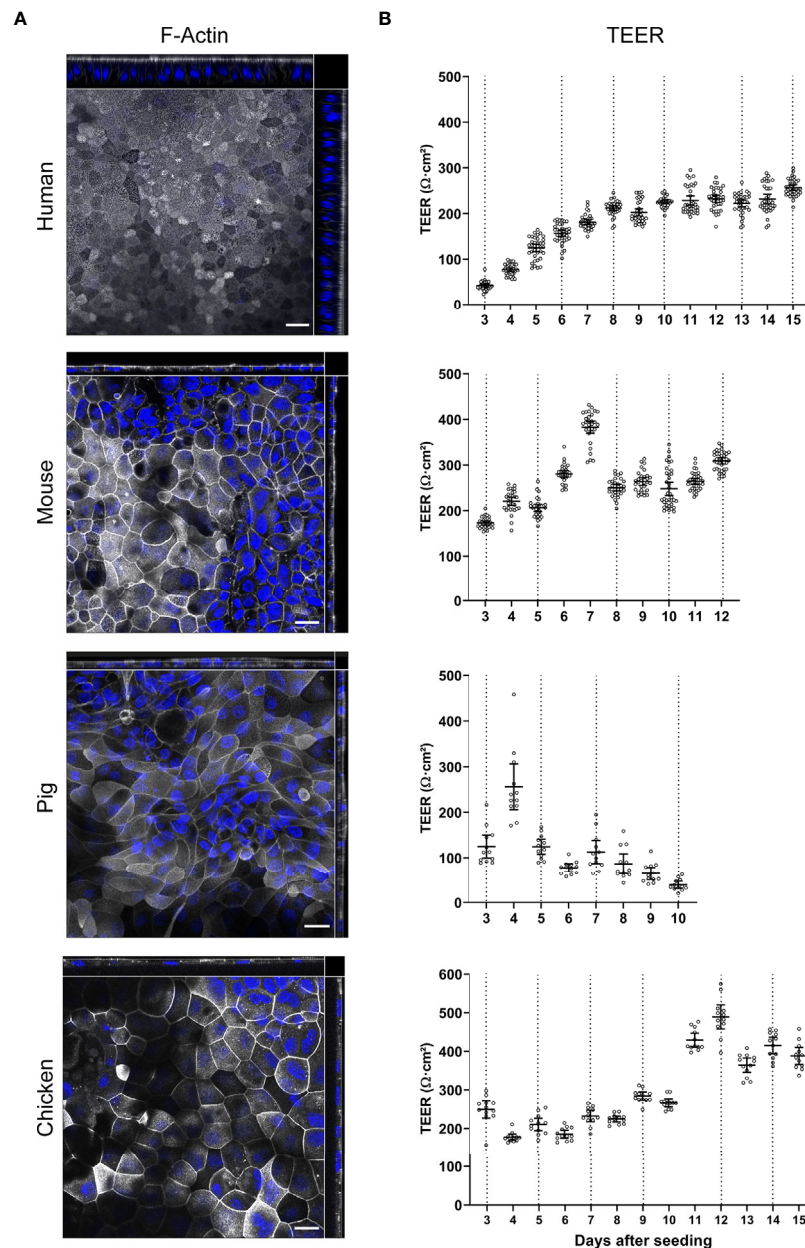 A
B
F-Actin
TEER
Human
TEER (Ω·cm²)
500
400
300
200
100
0
3 4 5 6 7 8 9 10 11 12 13 14 15
Mouse
TEER (Ω·cm²)
500
400
300
200
100
0
3 4 5 6 7 8 9 10 11 12
Pig
TEER (Ω·cm²)
500
400
300
200
100
0
3 4 5 6 7 8 9 10
Chicken
TEER (Ω·cm²)
600
500
400
300
200
100
0
3 4 5 6 7 8 9 10 11 12 13 14 15
Days after seeding